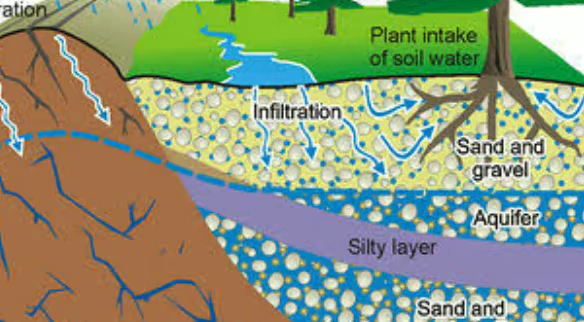 ration
Plant intake
of soil water
Infiltration
Sand and
gravel
Aquifer
Silty layer
Sand and